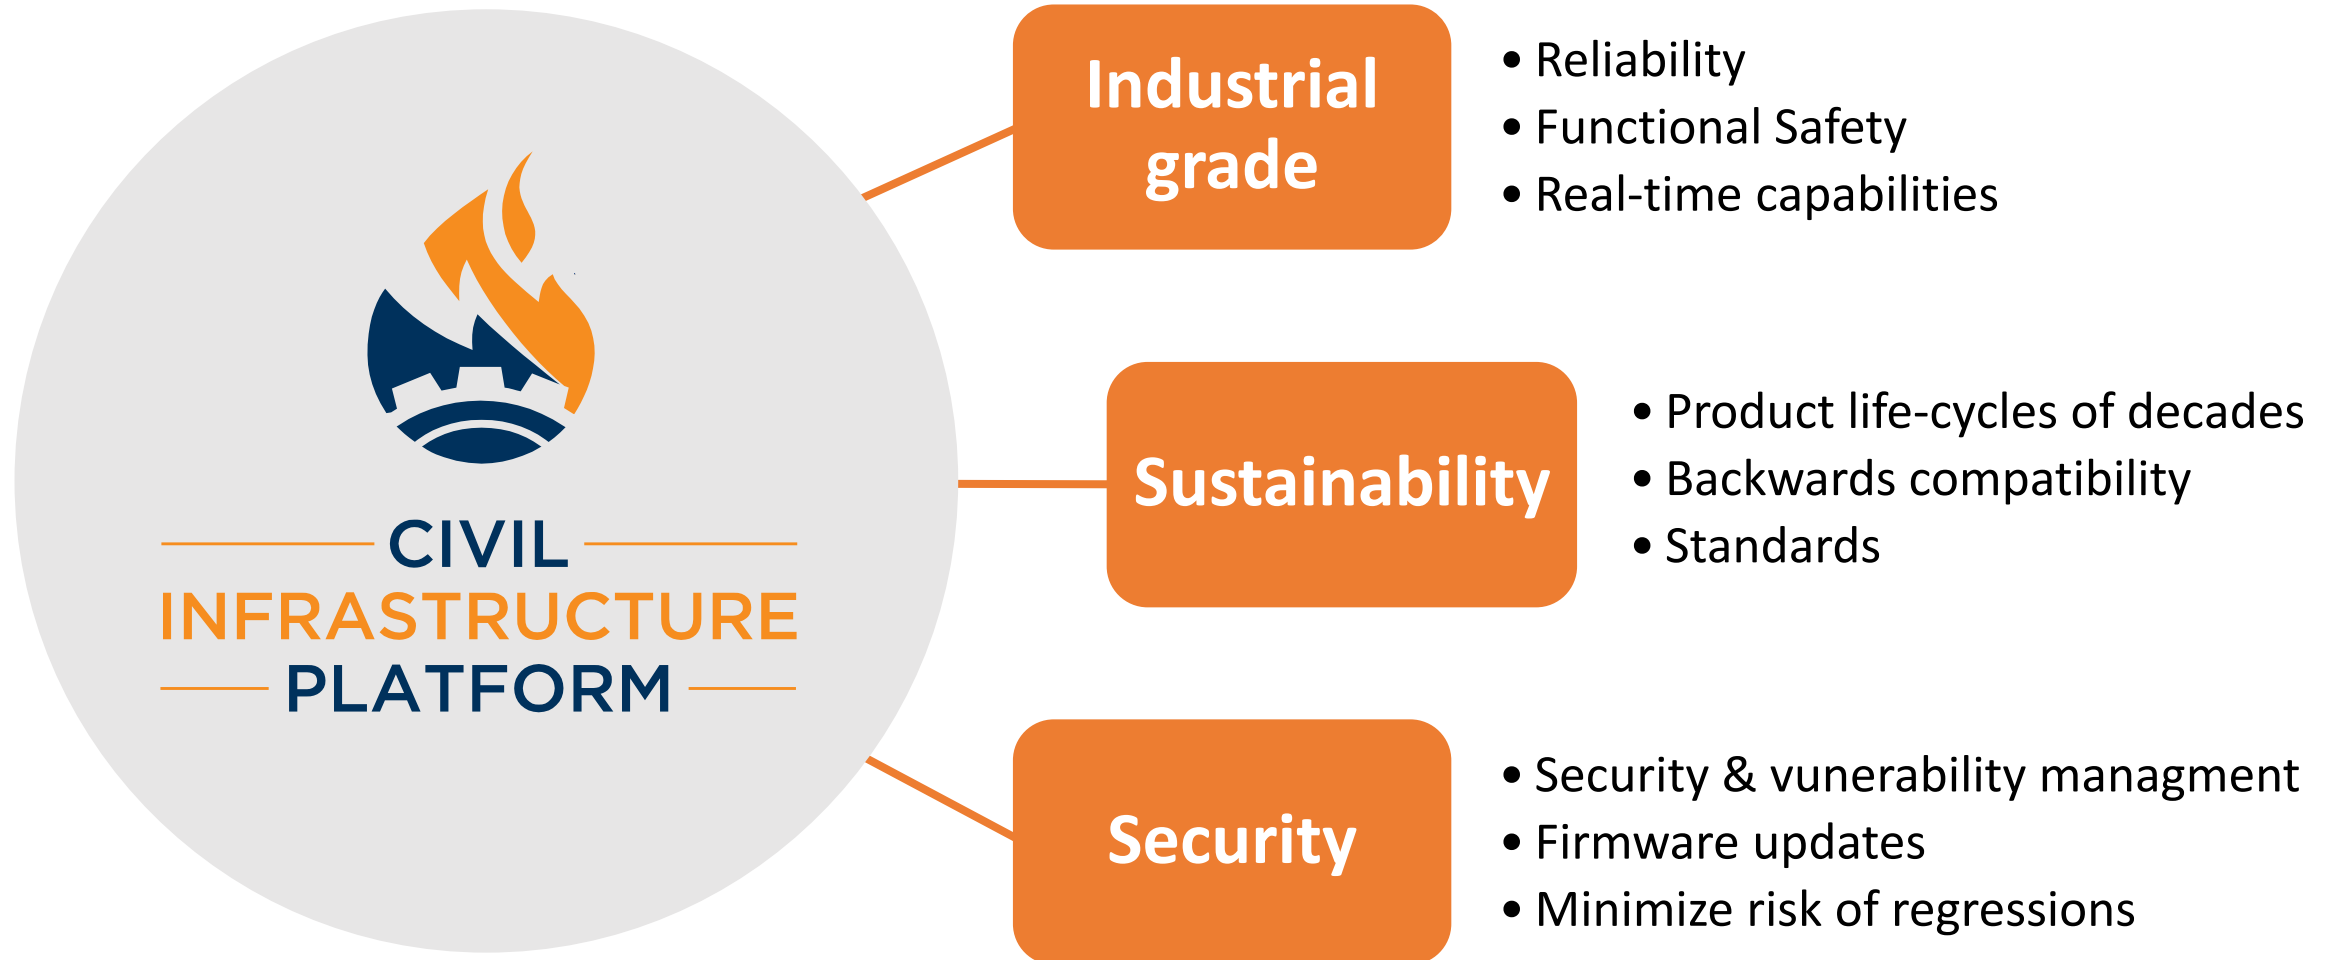 CIVIL
INFRASTRUCTURE
PLATFORM
Industrial
grade
• Reliability
• Functional Safety
• Real-time capabilities
Sustainability
• Product life-cycles of decades
• Backwards compatibility
• Standards
Security
• Security & vunerability managment
• Firmware updates
• Minimize risk of regressions